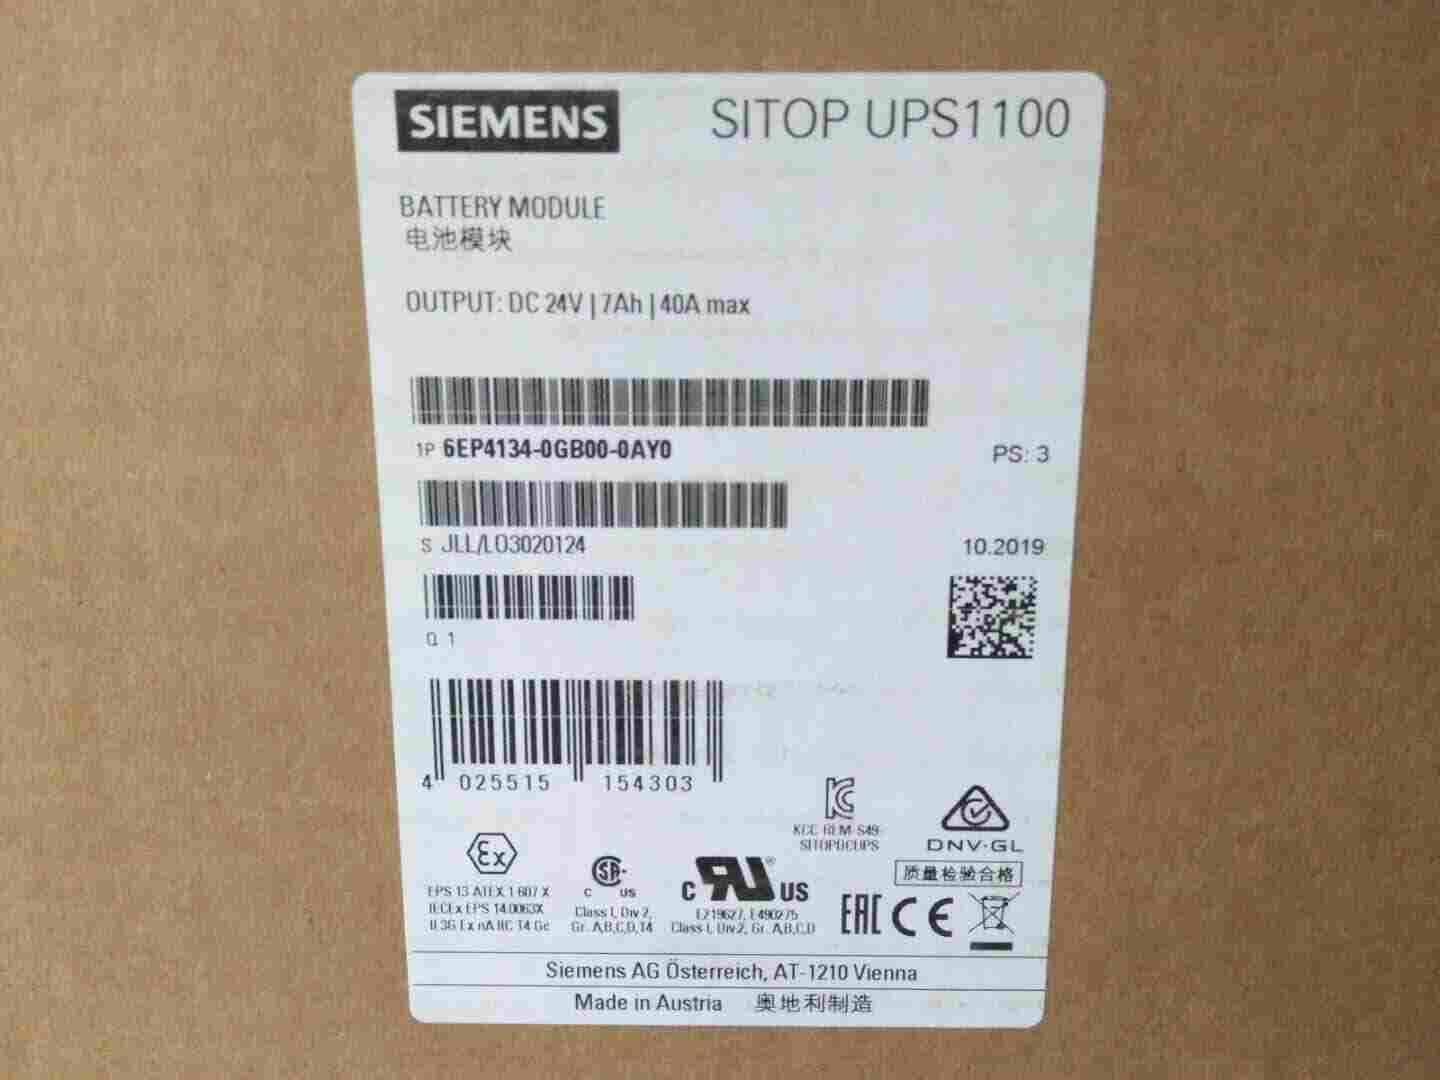 SIEMENS SITOP UPS1100
BATTERY MODULE
电池模块
OUTPUT: DC 24V | 7Ah | 40A max
1P 6EP4134-0GB00-0AY0 PS: 3
S JLL/LO3020124 10.2019
Q 1
4 025515 154303
KCC-REM-S49-
SITOPDCUPS
DNV·GL
质量检验合格
Ex
EPS 13 ATEX 1 607 X
IECEx EPS 14.0063X
II 3G Ex nA IIC T4 Gc
SA
C US
Class I, Div 2,
Gr. A,B,C,D,T4
c RU ® US
E219627, E490275
Class I, Div.2, Gr. A,B,C,D
EAC CE
Siemens AG Österreich, AT-1210 Vienna
Made in Austria 奥地利制造